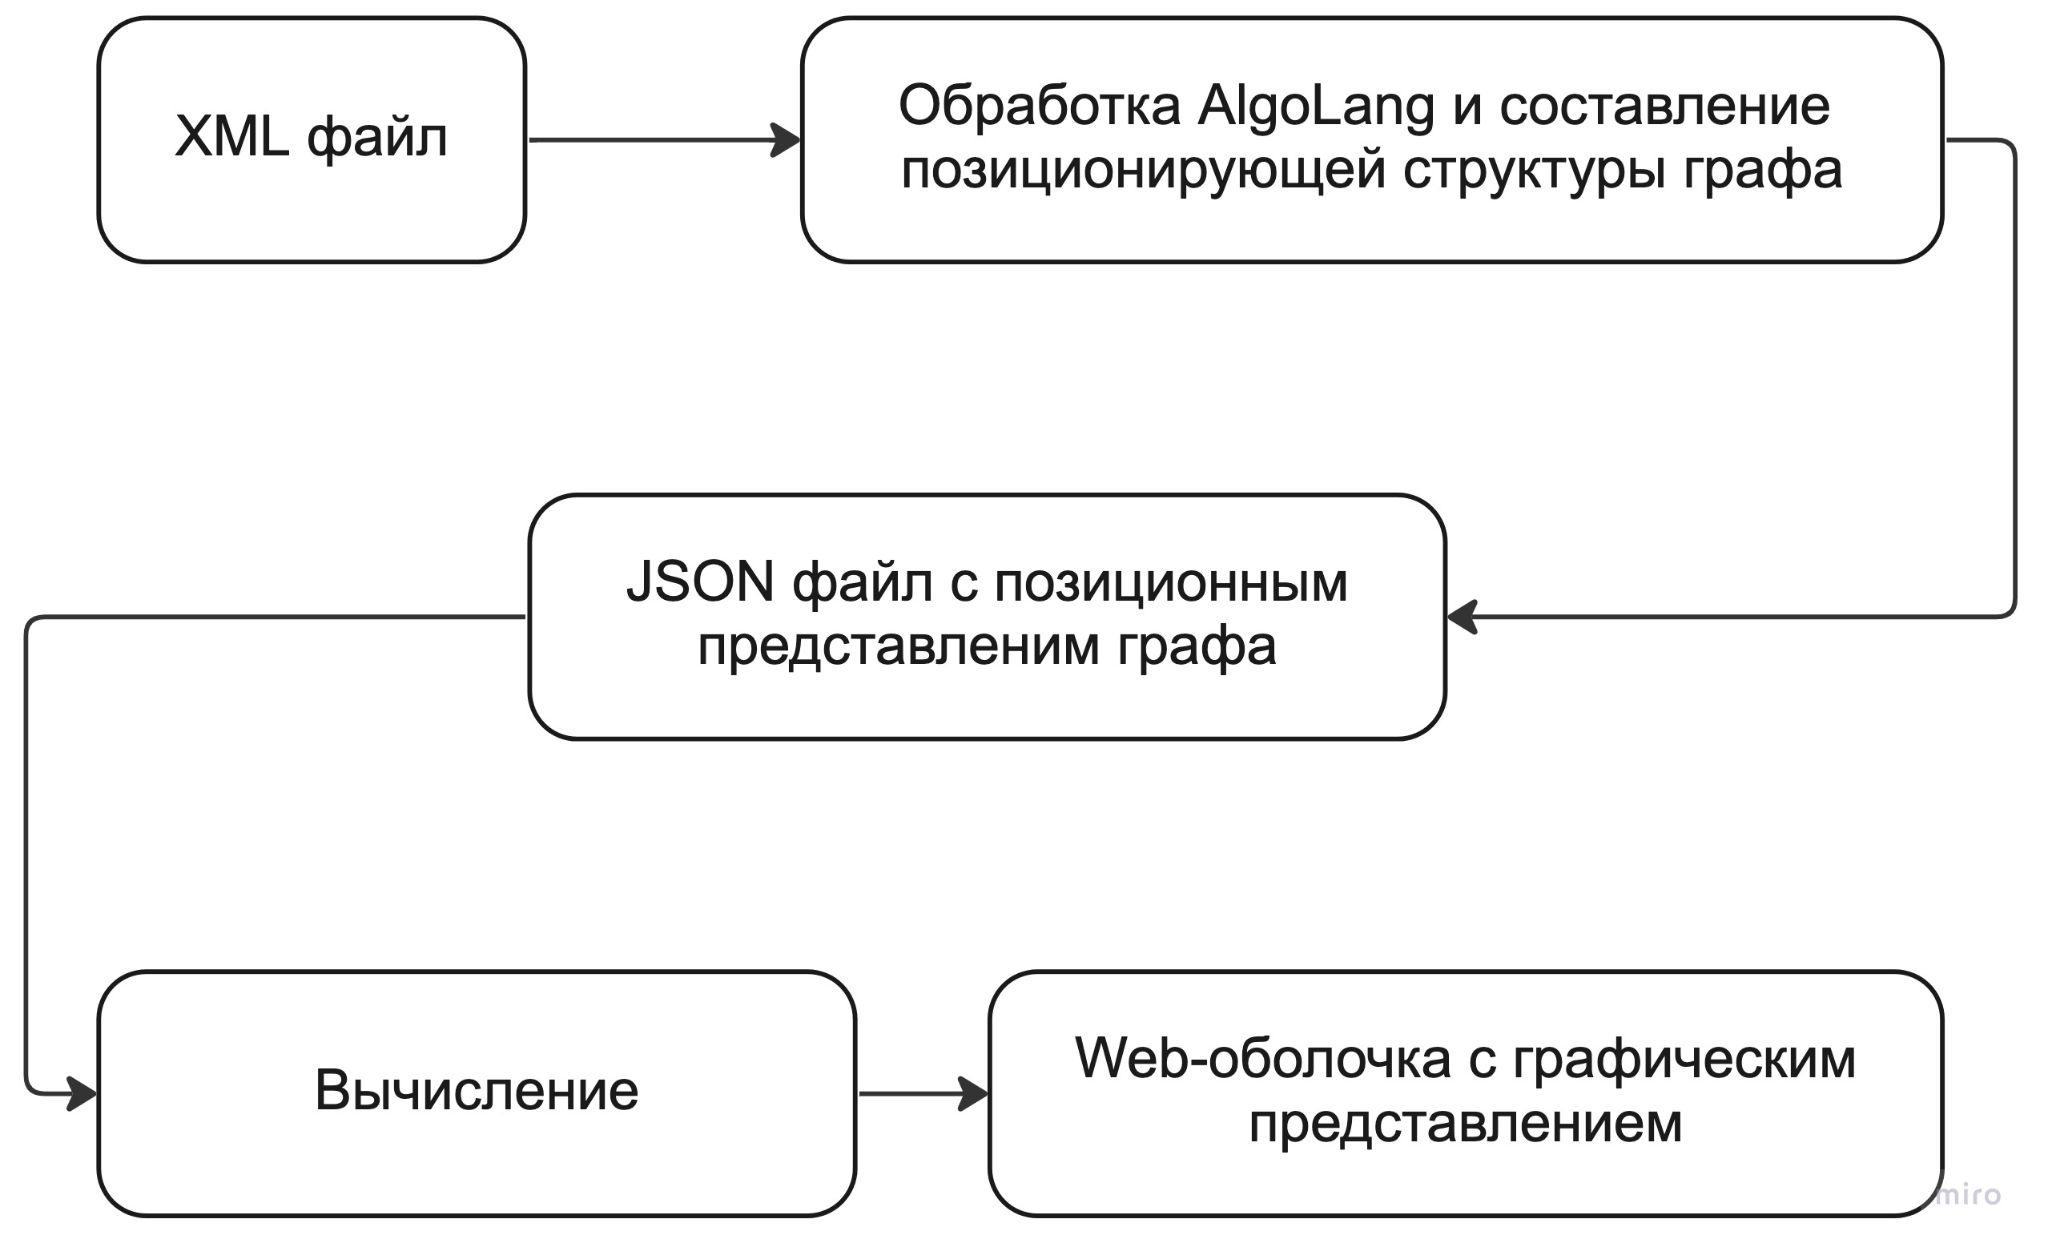 XML файл
Обработка AlgoLang и составление
позиционирующей структуры графа
JSON файл с позиционным
представленим графа
Вычисление
Web-оболочка с графическим
представлением
miro